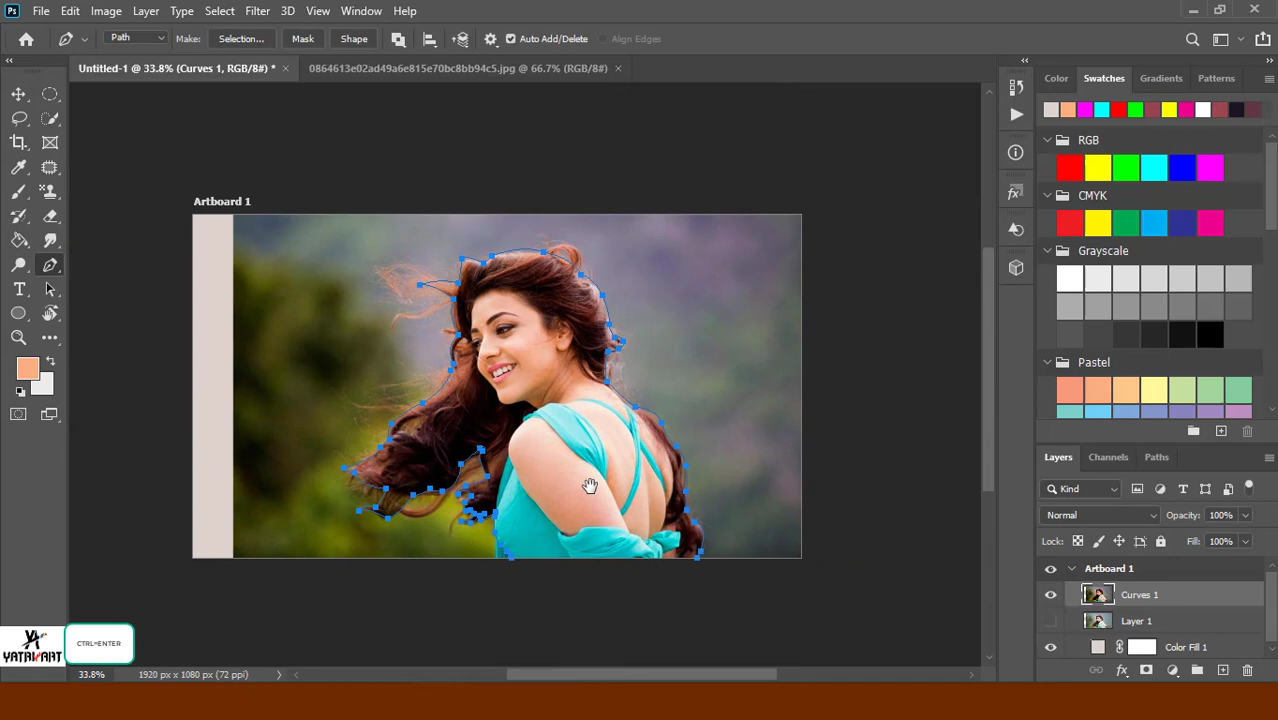 Ps File Edit Image Layer Type Select Filter 3D View Window Help
Path Make: Selection... Mask Shape Auto Add/Delete Align Edges
Untitled-1 @ 33.8% (Curves 1, RGB/8#) * 0864613e02ad49a6e815e70bc8bb94c5.jpg @ 66.7% (RGB/8#)
Color Swatches Gradients Patterns
RGB
CMYK
Artboard 1
Grayscale
Pastel
Layers Channels Paths
Kind
Normal Opacity: 100%
Lock: Fill: 100%
Artboard 1
Curves 1
Layer 1
Color Fill 1
CTRL=ENTER
YATRI ART
33.8% 1920 px x 1080 px (72 ppi)